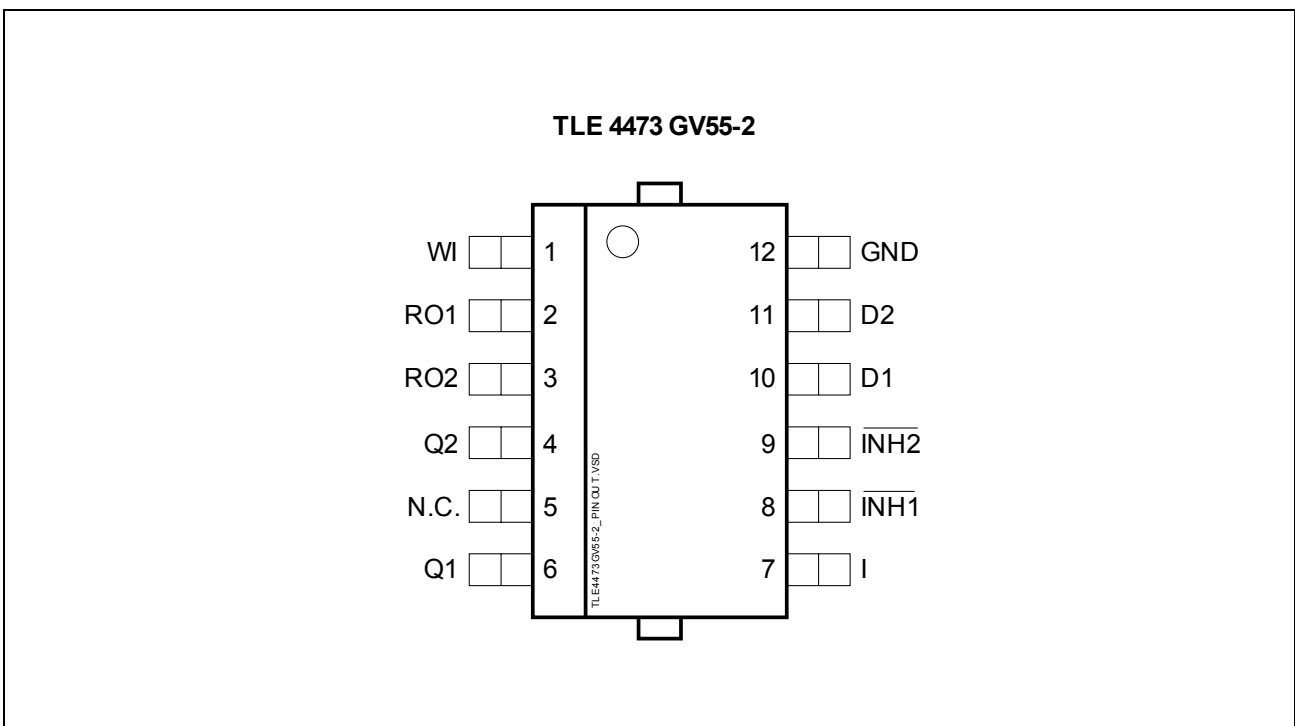 TLE 4473 GV55-2
WI 1 12 GND
RO1 2 11 D2
RO2 3 10 D1
Q2 4 9 INH2
N.C. 5 8 INH1
Q1 6 7 I
TLE4473GV55-2_PINOUT.VSD